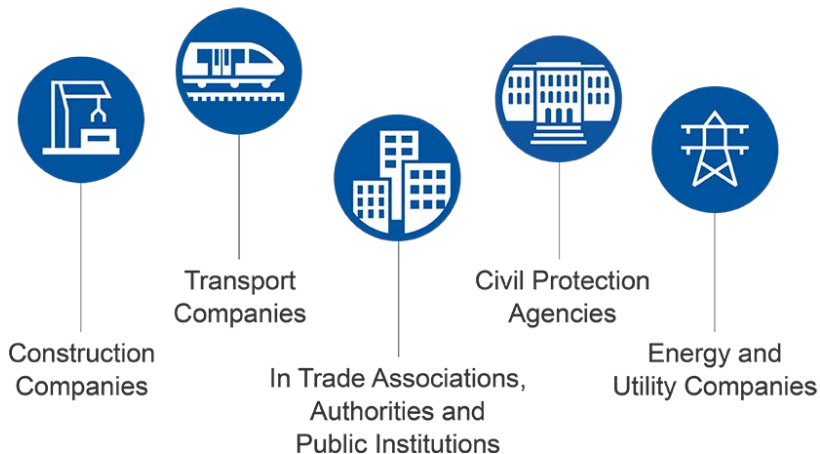 Construction
Companies
Transport
Companies
In Trade Associations,
Authorities and
Public Institutions
Civil Protection
Agencies
Energy and
Utility Companies